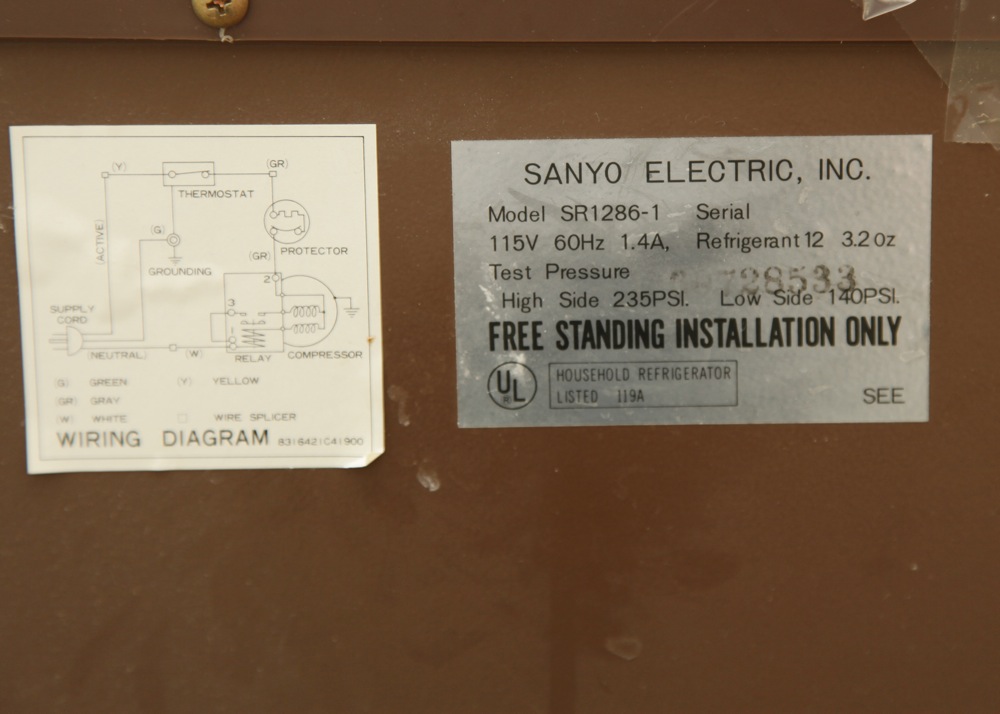 (Y)
(GR)
THERMOSTAT
(ACTIVE)
(G)
PROTECTOR
GROUNDING
(GR)
2
SUPPLY
CORD
3
1
(NEUTRAL)
(W)
RELAY
COMPRESSOR
(G) GREEN (Y) YELLOW
(GR) GRAY
(W) WHITE □ WIRE SPLICER
WIRING DIAGRAM 8316421C41900
SANYO ELECTRIC, INC.
Model SR1286-1 Serial
115V 60Hz 1.4A, Refrigerant 12 3.2oz
Test Pressure 728533
High Side 235PSI. Low Side 140PSI.
FREE STANDING INSTALLATION ONLY
UL
HOUSEHOLD REFRIGERATOR
LISTED 119A
SEE